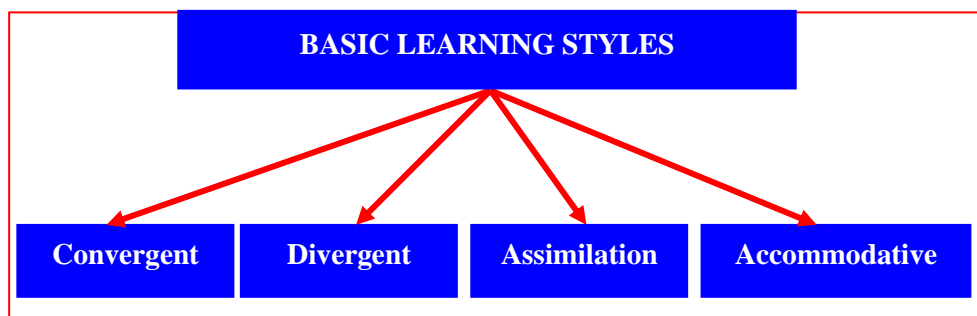 BASIC LEARNING STYLES
Convergent Divergent Assimilation Accommodative